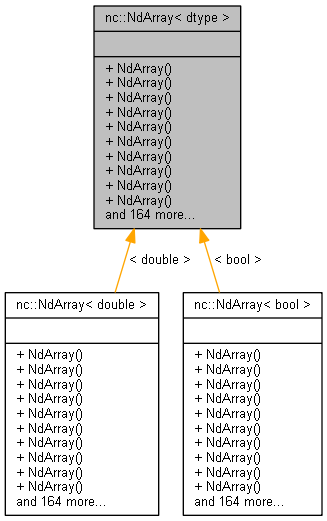 nc::NdArray< dtype >
+ NdArray()
+ NdArray()
+ NdArray()
+ NdArray()
+ NdArray()
+ NdArray()
+ NdArray()
+ NdArray()
+ NdArray()
+ NdArray()
and 164 more...
< double >
< bool >
nc::NdArray< double >
+ NdArray()
+ NdArray()
+ NdArray()
+ NdArray()
+ NdArray()
+ NdArray()
+ NdArray()
+ NdArray()
+ NdArray()
+ NdArray()
and 164 more...
nc::NdArray< bool >
+ NdArray()
+ NdArray()
+ NdArray()
+ NdArray()
+ NdArray()
+ NdArray()
+ NdArray()
+ NdArray()
+ NdArray()
+ NdArray()
and 164 more...